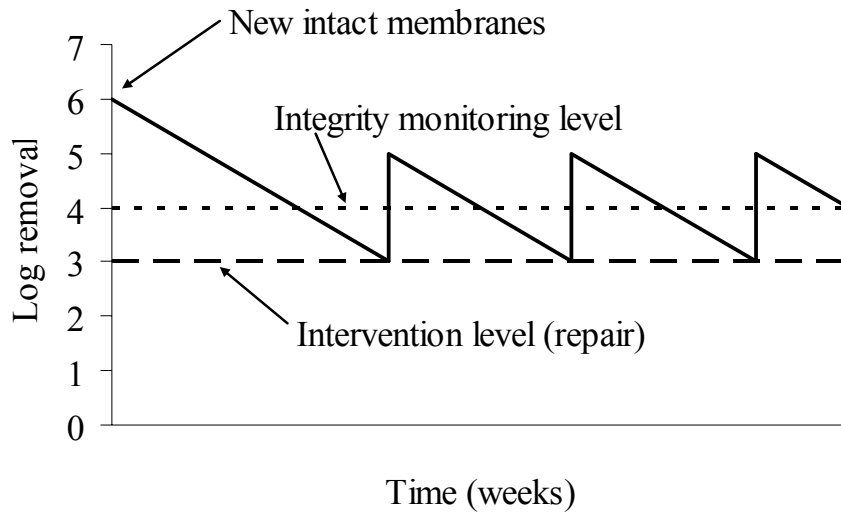 New intact membranes
7
6
Integrity monitoring level
5
4
3
Intervention level (repair)
2
1
0
Log removal
Time (weeks)